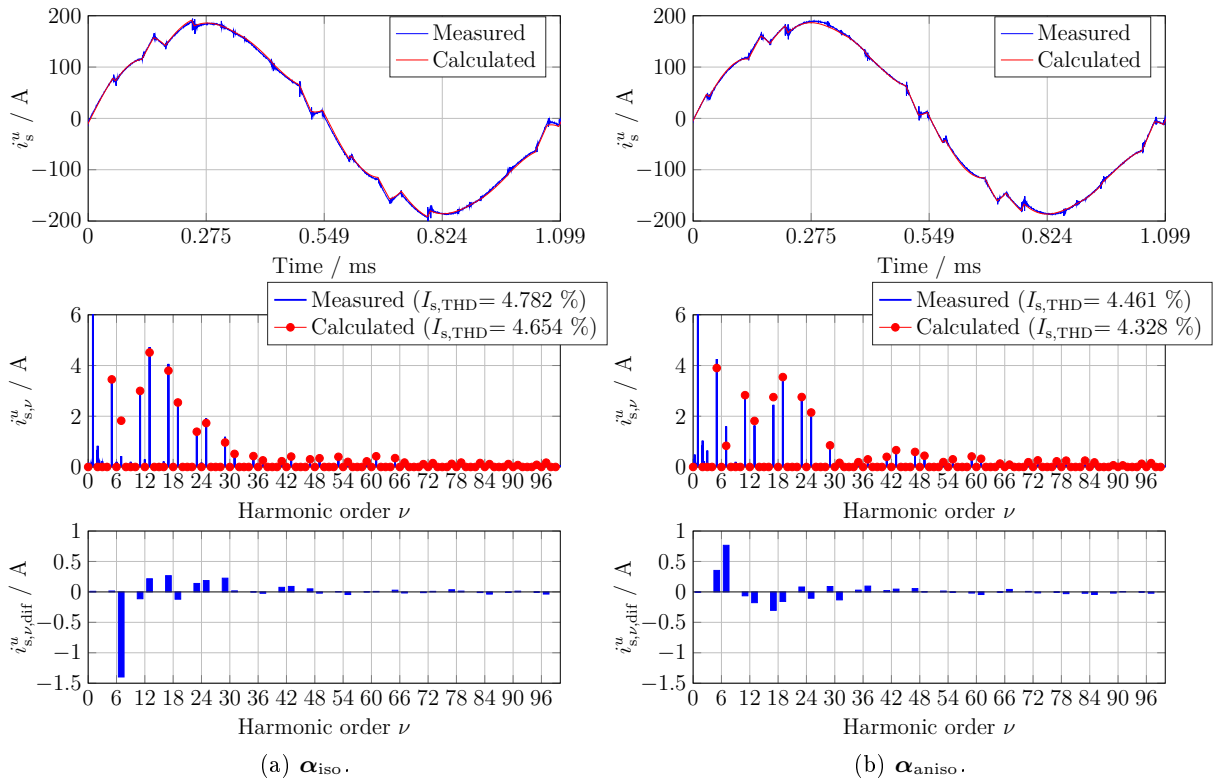 200
100
0
−100
−200
i_s^u / A
Measured
Calculated
0 0.275 0.549 0.824 1.099
Time / ms
6
4
2
0
i_{s,ν}^u / A
Measured (I_{s,THD}= 4.782 %)
Calculated (I_{s,THD}= 4.654 %)
0 6 12 18 24 30 36 42 48 54 60 66 72 78 84 90 96
Harmonic order ν
1
0.5
0
−0.5
−1
−1.5
i_{s,ν,dif}^u / A
0 6 12 18 24 30 36 42 48 54 60 66 72 78 84 90 96
Harmonic order ν
(a) α_iso.
200
100
0
−100
−200
i_s^u / A
Measured
Calculated
0 0.275 0.549 0.824 1.099
Time / ms
6
4
2
0
i_{s,ν}^u / A
Measured (I_{s,THD}= 4.461 %)
Calculated (I_{s,THD}= 4.328 %)
0 6 12 18 24 30 36 42 48 54 60 66 72 78 84 90 96
Harmonic order ν
1
0.5
0
−0.5
−1
−1.5
i_{s,ν,dif}^u / A
0 6 12 18 24 30 36 42 48 54 60 66 72 78 84 90 96
Harmonic order ν
(b) α_aniso.